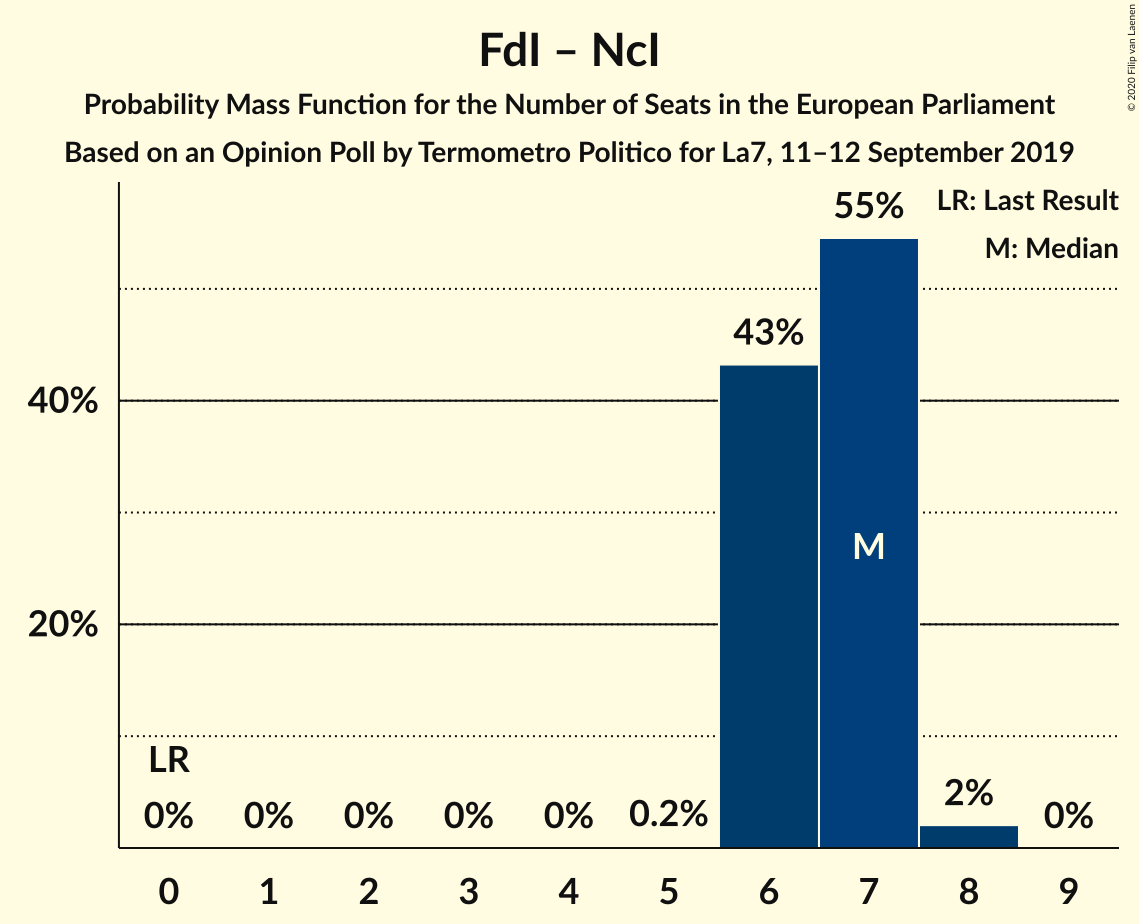 FdI – NcI
Probability Mass Function for the Number of Seats in the European Parliament
Based on an Opinion Poll by Termometro Politico for La7, 11–12 September 2019
© 2020 Filip van Laenen
LR: Last Result
M: Median
55%
43%
40%
M
20%
LR
0% 0% 0% 0% 0% 0.2% 2% 0%
0 1 2 3 4 5 6 7 8 9